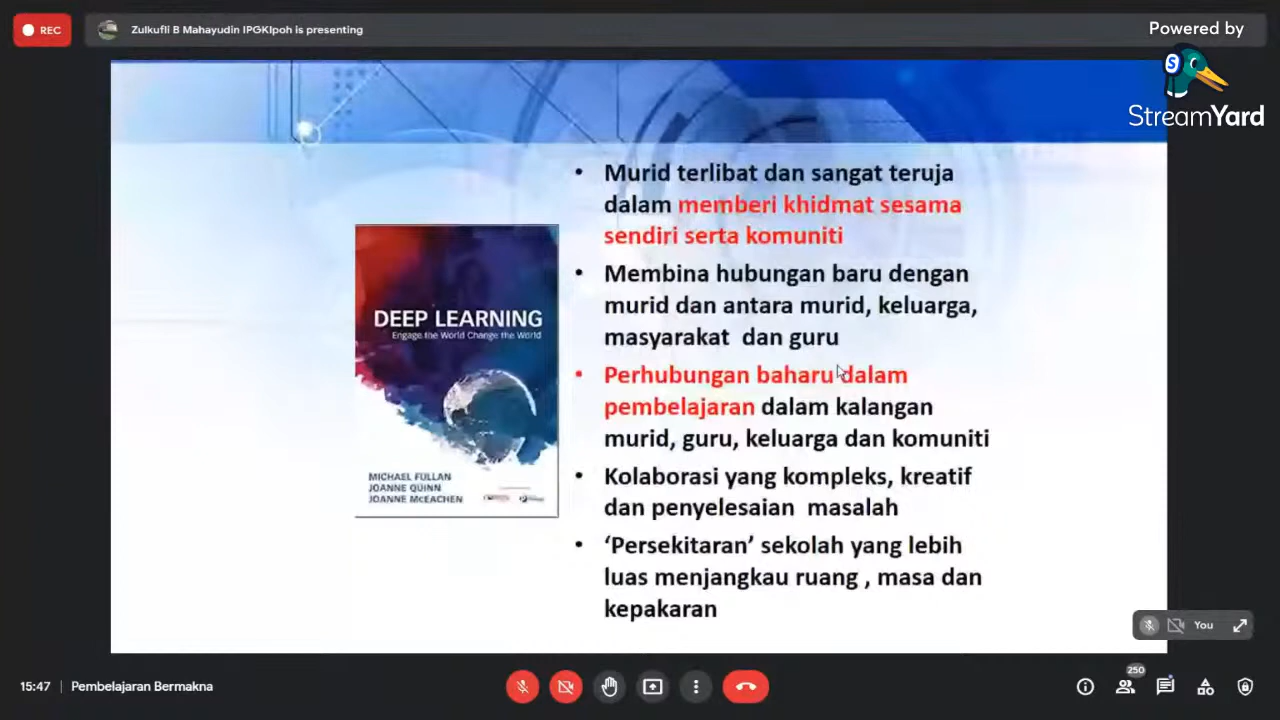 REC
Zulkufli B Mahayudin IPGKIpoh is presenting
Powered by
S
StreamYard
• Murid terlibat dan sangat teruja
dalam memberi khidmat sesama
sendiri serta komuniti
• Membina hubungan baru dengan
murid dan antara murid, keluarga,
masyarakat dan guru
• Perhubungan baharu dalam
pembelajaran dalam kalangan
murid, guru, keluarga dan komuniti
• Kolaborasi yang kompleks, kreatif
dan penyelesaian masalah
• ‘Persekitaran’ sekolah yang lebih
luas menjangkau ruang , masa dan
kepakaran
DEEP LEARNING
Engage the World Change the World
MICHAEL FULLAN
JOANNE QUINN
JOANNE McEACHEN
You
15:47 | Pembelajaran Bermakna
250